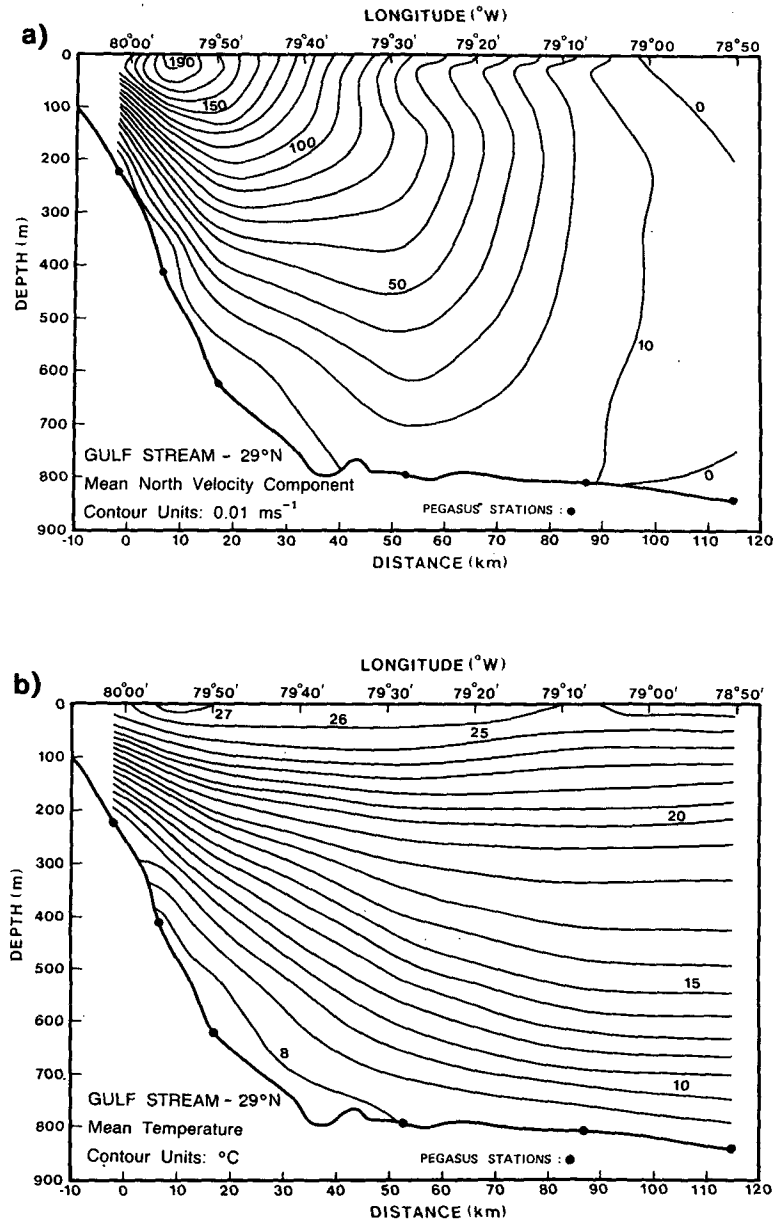 LONGITUDE (°W)
a)
80°00' 79°50' 79°40' 79°30' 79°20' 79°10' 79°00' 78°50'
0
100
200
300
400
500
600
700
800
900
DEPTH (m)
190
150
100
50
10
0
0
GULF STREAM - 29°N
Mean North Velocity Component
Contour Units: 0.01 ms⁻¹
PEGASUS STATIONS :
-10 0 10 20 30 40 50 60 70 80 90 100 110 120
DISTANCE (km)
LONGITUDE (°W)
b)
80°00' 79°50' 79°40' 79°30' 79°20' 79°10' 79°00' 78°50'
0
100
200
300
400
500
600
700
800
900
DEPTH (m)
27
26
25
20
15
10
8
GULF STREAM - 29°N
Mean Temperature
Contour Units: °C
PEGASUS STATIONS :
-10 0 10 20 30 40 50 60 70 80 90 100 110 120
DISTANCE (km)